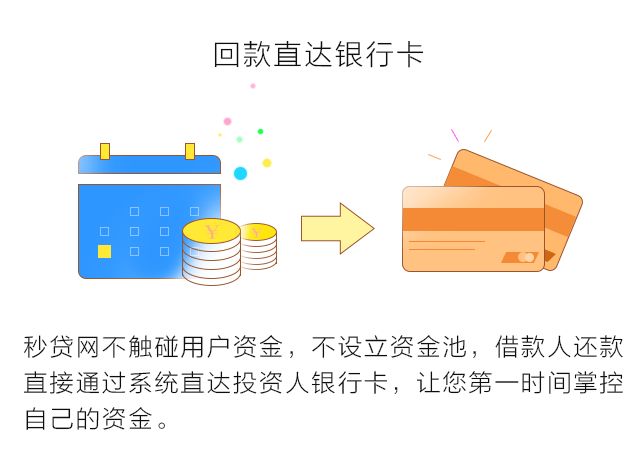 回款直达银行卡
¥ ¥
秒贷网不触碰用户资金，不设立资金池，借款人还款
直接通过系统直达投资人银行卡，让您第一时间掌控
自己的资金。